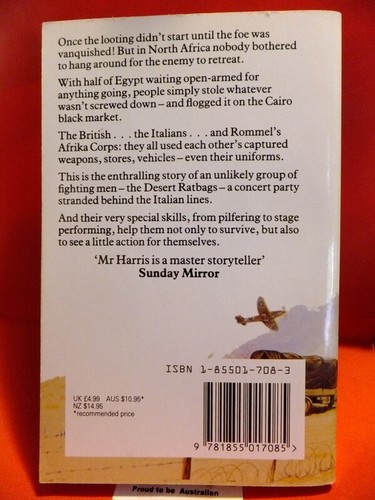 Once the looting didn't start until the foe was
vanquished! But in North Africa nobody bothered
to hang around for the enemy to retreat.
With half of Egypt waiting open-armed for
anything going, people simply stole whatever
wasn't screwed down – and flogged it on the Cairo
black market.
The British . . . the Italians . . . and Rommel's
Afrika Corps: they all used each other's captured
weapons, stores, vehicles – even their uniforms.
This is the enthralling story of an unlikely group of
fighting men – the Desert Ratbags – a concert party
stranded behind the Italian lines.
And their very special skills, from pilfering to stage
performing, help them not only to survive, but also
to see a little action for themselves.
'Mr Harris is a master storyteller'
Sunday Mirror
ISBN 1-85501-708-3
UK £4.99 AUS $10.95*
NZ $14.95
*recommended price
9 781855 017085>
Proud to be Australian